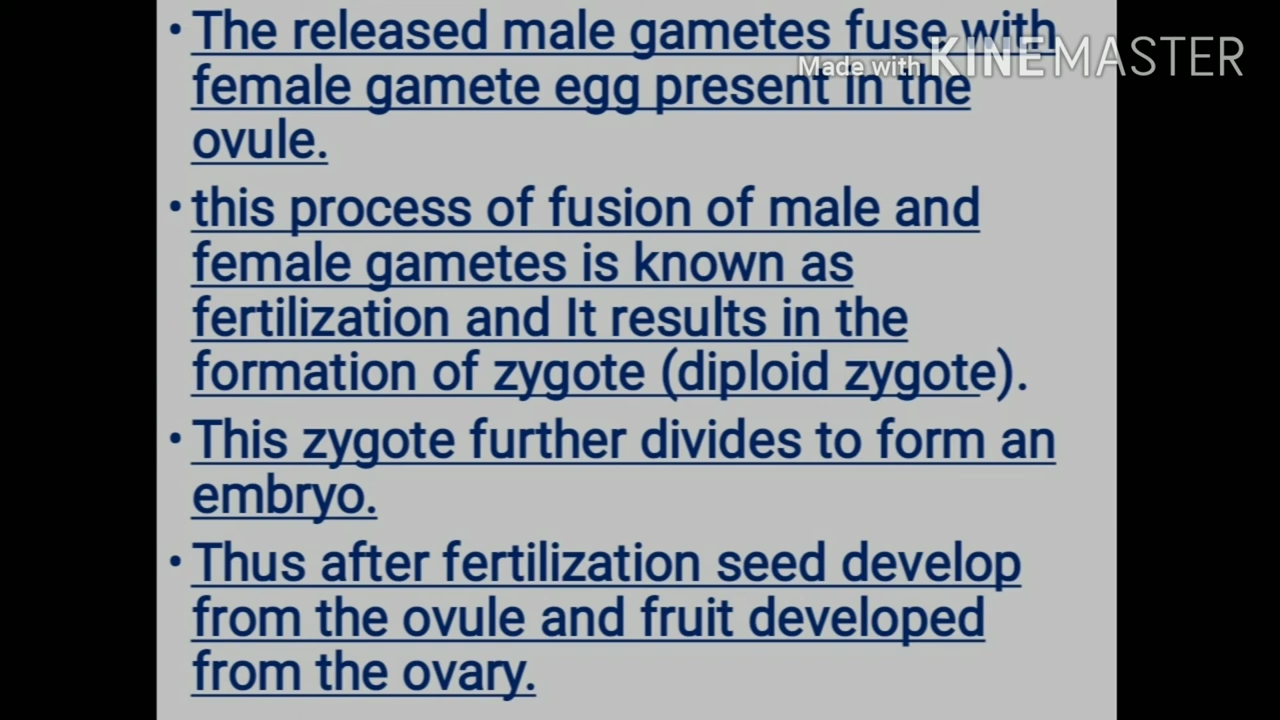 • The released male gametes fuse with
Made with KINEMASTER
female gamete egg present in the
ovule.
• this process of fusion of male and
female gametes is known as
fertilization and It results in the
formation of zygote (diploid zygote).
• This zygote further divides to form an
embryo.
• Thus after fertilization seed develop
from the ovule and fruit developed
from the ovary.